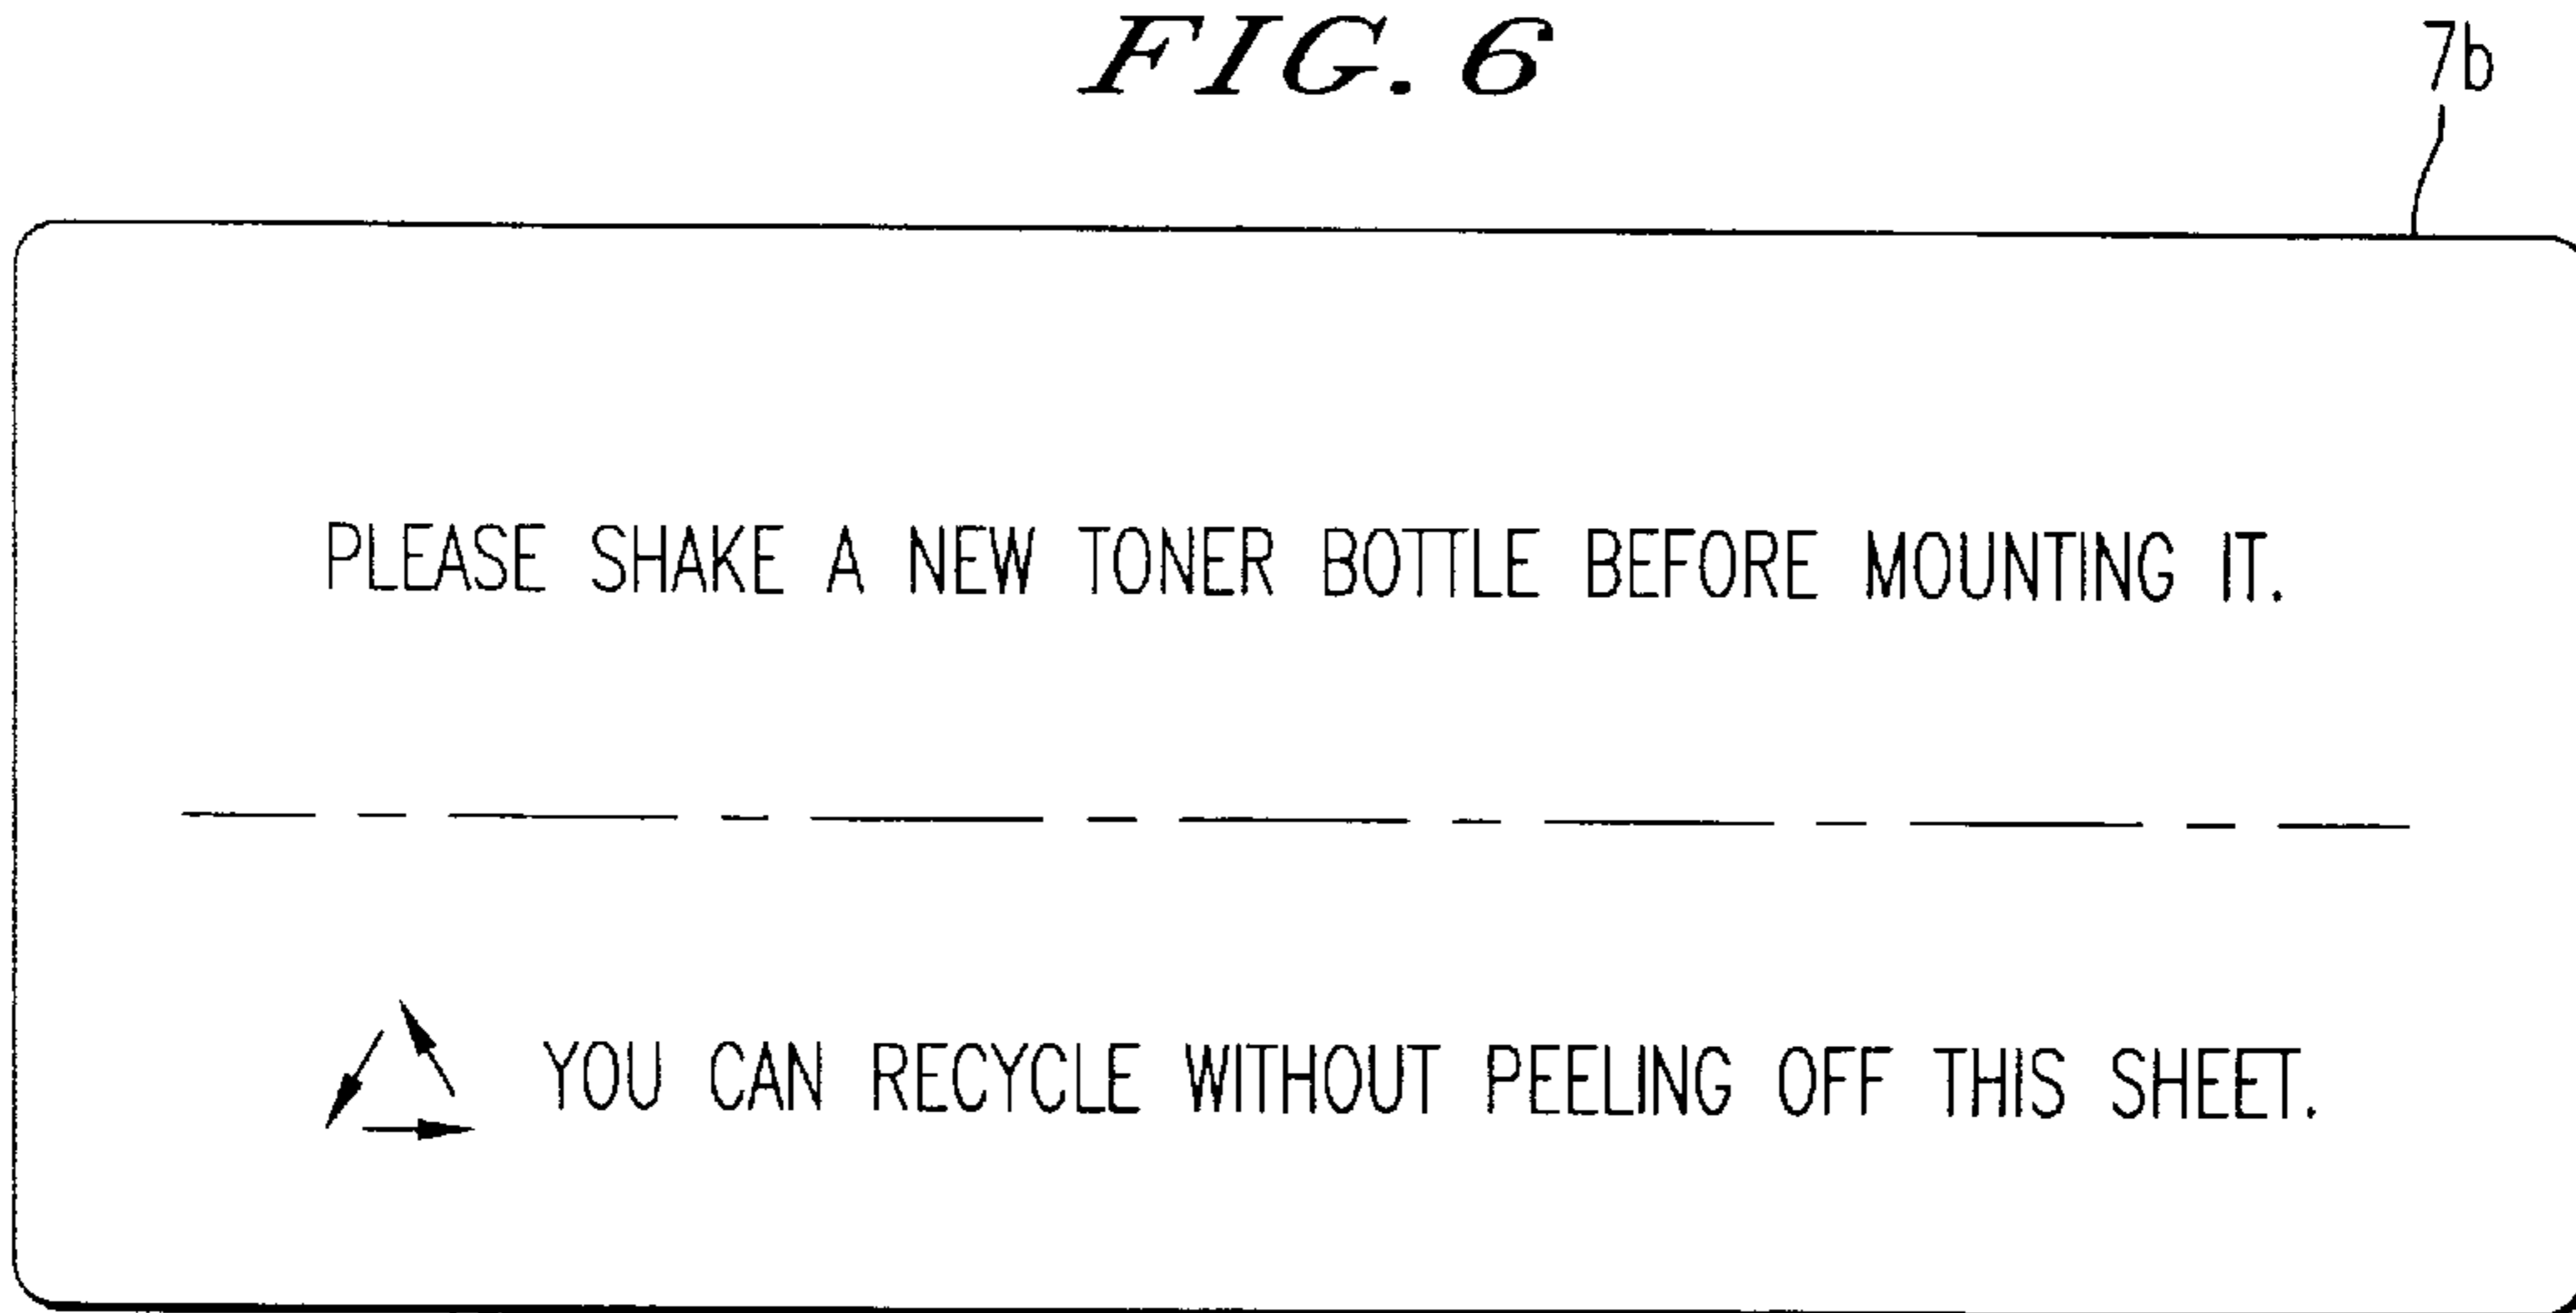 FIG. 6
7b
PLEASE SHAKE A NEW TONER BOTTLE BEFORE MOUNTING IT.
YOU CAN RECYCLE WITHOUT PEELING OFF THIS SHEET.